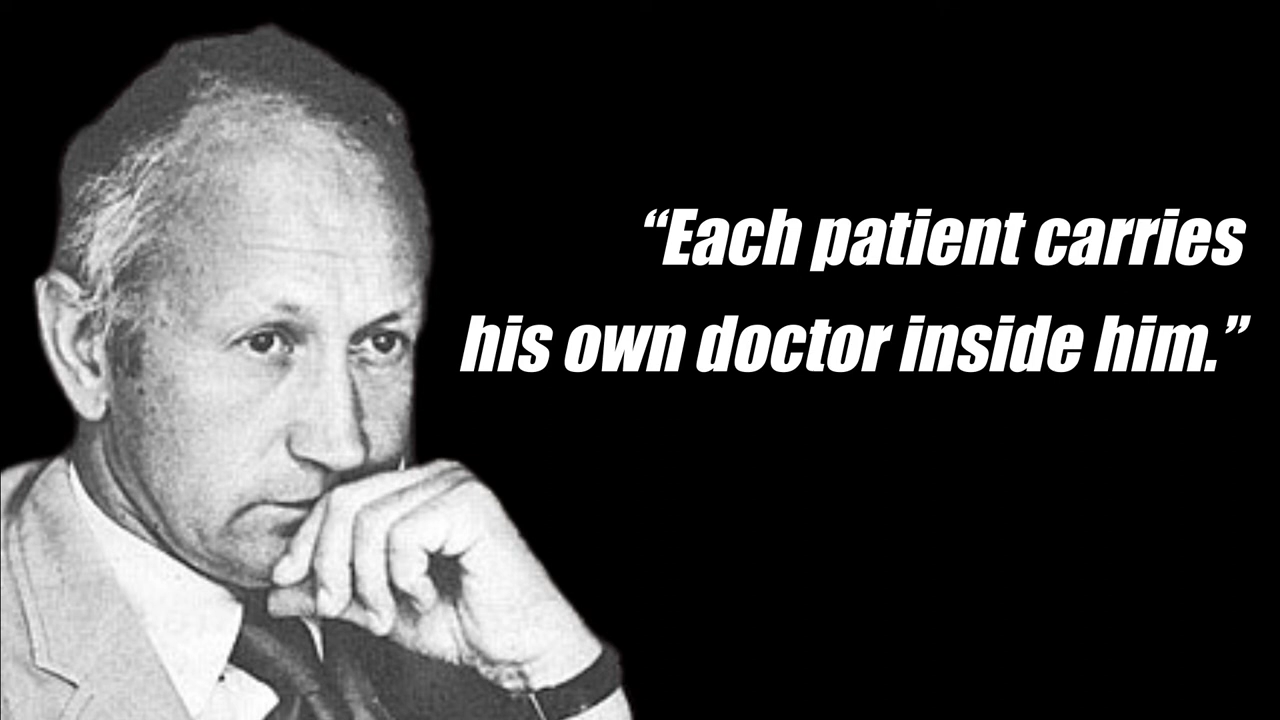 “Each patient carries
his own doctor inside him.”